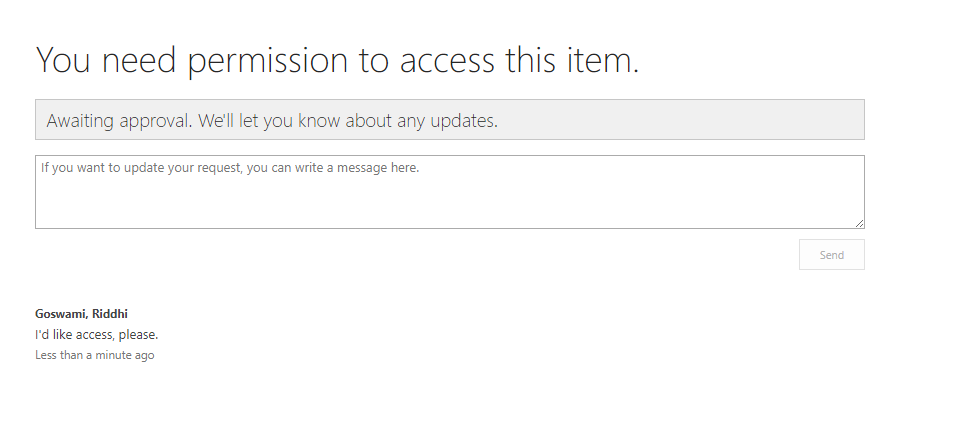 You need permission to access this item.
Awaiting approval. We'll let you know about any updates.
If you want to update your request, you can write a message here.
Send
Goswami, Riddhi
I'd like access, please.
Less than a minute ago